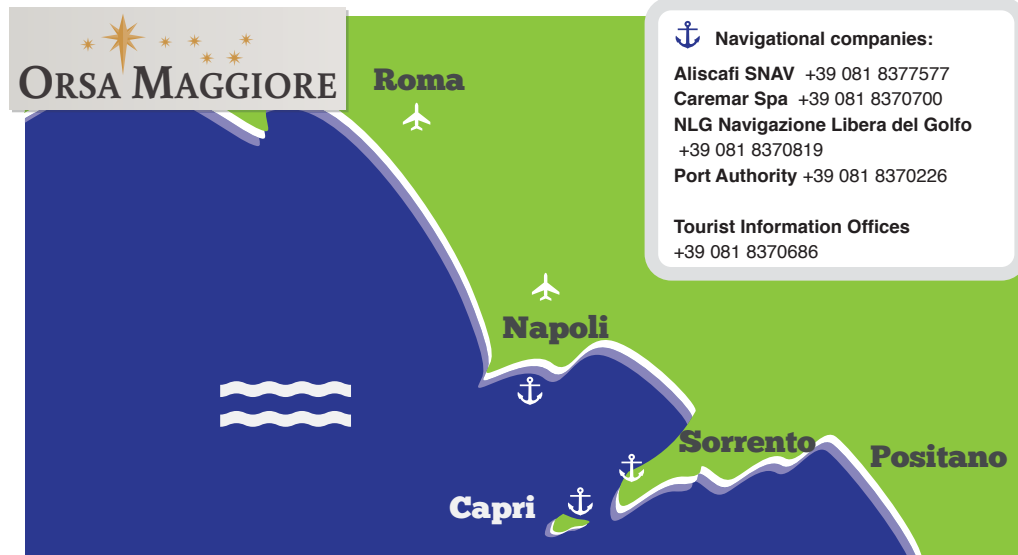 ORSA MAGGIORE
Roma
Napoli
Sorrento
Positano
Capri
Navigational companies:
Aliscafi SNAV +39 081 8377577
Caremar Spa +39 081 8370700
NLG Navigazione Libera del Golfo
+39 081 8370819
Port Authority +39 081 8370226
Tourist Information Offices
+39 081 8370686